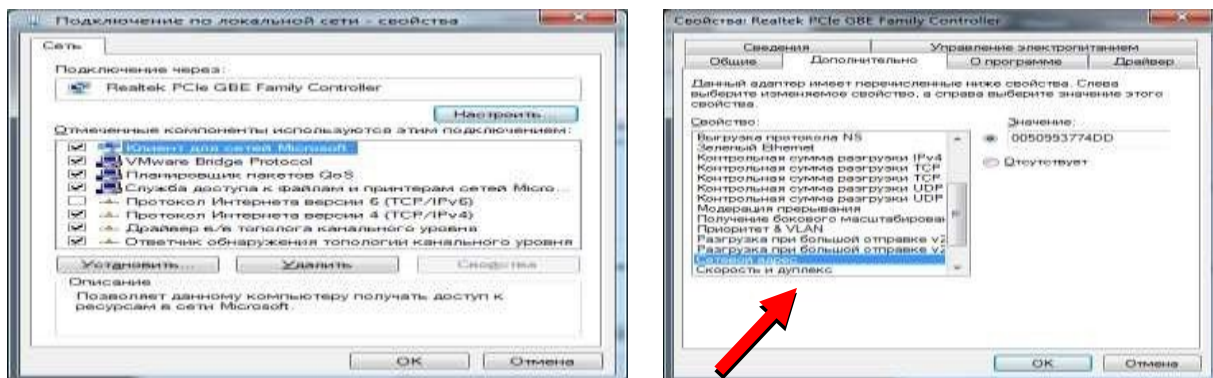 Подключение по локальной сети - свойства
Сеть
Подключение через:
Realtek PCIe GBE Family Controller
Настроить...
Отмеченные компоненты используются этим подключением:
Клиент для сетей Microsoft
VMware Bridge Protocol
Планировщик пакетов QoS
Служба доступа к файлам и принтерам сетей Micro...
Протокол Интернета версии 6 (TCP/IPv6)
Протокол Интернета версии 4 (TCP/IPv4)
Драйвер в/в тополога канального уровня
Ответчик обнаружения топологии канального уровня
Установить...
Удалить
Свойства
Описание
Позволяет данному компьютеру получать доступ к
ресурсам в сети Microsoft.
OK
Отмена
Свойства: Realtek PCIe GBE Family Controller
Сведения
Управление электропитанием
Общие
Дополнительно
О программе
Драйвер
Данный адаптер имеет перечисленные ниже свойства. Слева
выберите изменяемое свойство, а справа выберите значение этого
свойства.
Свойство:
Значение:
Выгрузка протокола NS
Зеленый Ethernet
Контрольная сумма разгрузки IPv4
Контрольная сумма разгрузки TCP
Контрольная сумма разгрузки TCP
Контрольная сумма разгрузки UDP
Контрольная сумма разгрузки UDP
Модерация прерывания
Получение бокового масштабирован
Приоритет & VLAN
Разгрузка при большой отправке v2
Разгрузка при большой отправке v2
Сетевой адрес
Скорость и дуплекс
0050993774DD
Отсутствует
OK
Отмена